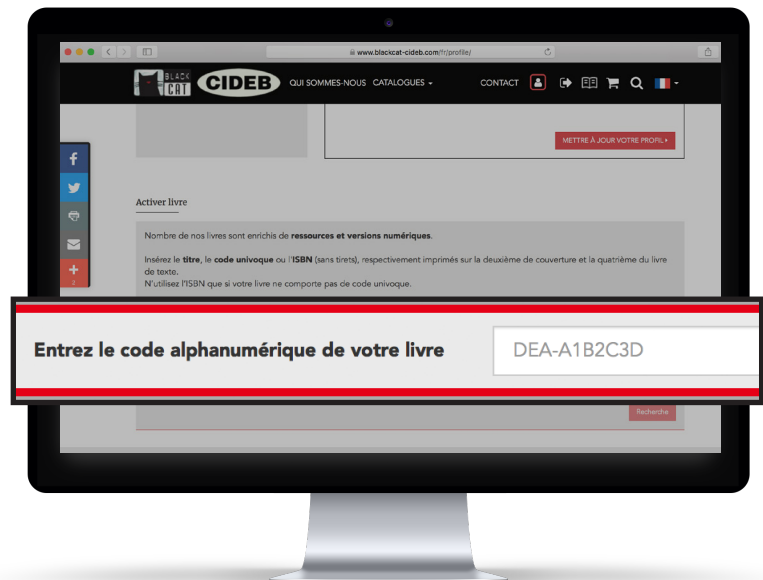 www.blackcat-cideb.com/fr/profile/
BLACK CAT CIDEB QUI SOMMES-NOUS CATALOGUES CONTACT
METTRE À JOUR VOTRE PROFIL
Activer livre
Nombre de nos livres sont enrichis de ressources et versions numériques.
Insérez le titre, le code univoque ou l'ISBN (sans tirets), respectivement imprimés sur la deuxième de couverture et la quatrième du livre
de texte.
N'utilisez l'ISBN que si votre livre ne comporte pas de code univoque.
Entrez le code alphanumérique de votre livre DEA-A1B2C3D
Recherche
2